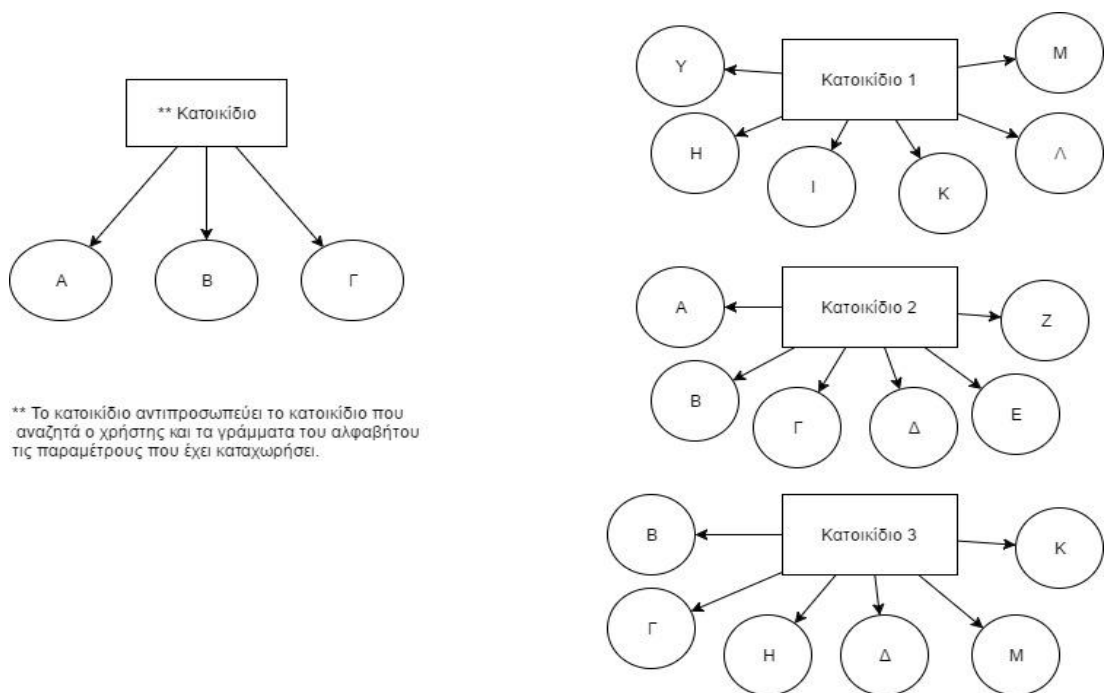 ** Κατοικίδιο
Α
Β
Γ
** Το κατοικίδιο αντιπροσωπεύει το κατοικίδιο που
αναζητά ο χρήστης και τα γράμματα του αλφαβήτου
τις παραμέτρους που έχει καταχωρήσει.
Κατοικίδιο 1
Υ
Η
Ι
Κ
Λ
Μ
Κατοικίδιο 2
Α
Β
Γ
Δ
Ε
Ζ
Κατοικίδιο 3
Β
Γ
Η
Δ
Μ
Κ